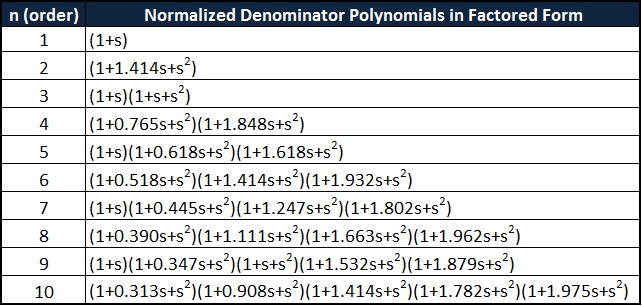 n (order) Normalized Denominator Polynomials in Factored Form
1 (1+s)
2 (1+1.414s+s²)
3 (1+s)(1+s+s²)
4 (1+0.765s+s²)(1+1.848s+s²)
5 (1+s)(1+0.618s+s²)(1+1.618s+s²)
6 (1+0.518s+s²)(1+1.414s+s²)(1+1.932s+s²)
7 (1+s)(1+0.445s+s²)(1+1.247s+s²)(1+1.802s+s²)
8 (1+0.390s+s²)(1+1.111s+s²)(1+1.663s+s²)(1+1.962s+s²)
9 (1+s)(1+0.347s+s²)(1+s+s²)(1+1.532s+s²)(1+1.879s+s²)
10 (1+0.313s+s²)(1+0.908s+s²)(1+1.414s+s²)(1+1.782s+s²)(1+1.975s+s²)